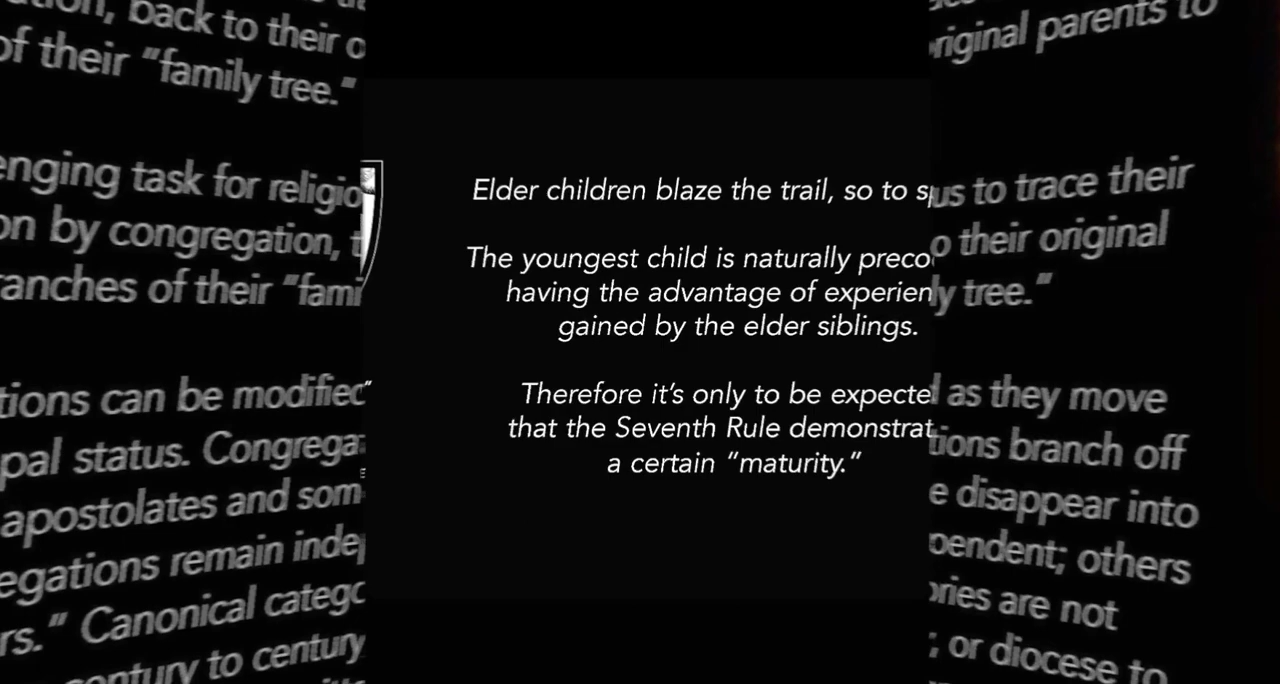 back to their o
of their “family tree.”
enging task for religio
on by congregation, t
ranches of their “fami
tions can be modified
pal status. Congrega
apostolates and som
egations remain inde
rs.” Canonical catego
century to century
Elder children blaze the trail, so to s
The youngest child is naturally preco
having the advantage of experien
gained by the elder siblings.
Therefore it’s only to be expecte
that the Seventh Rule demonstrat
a certain “maturity.”
original parents to
us to trace their
o their original
ly tree.”
d as they move
tions branch off
e disappear into
pendent; others
ories are not
, or diocese to